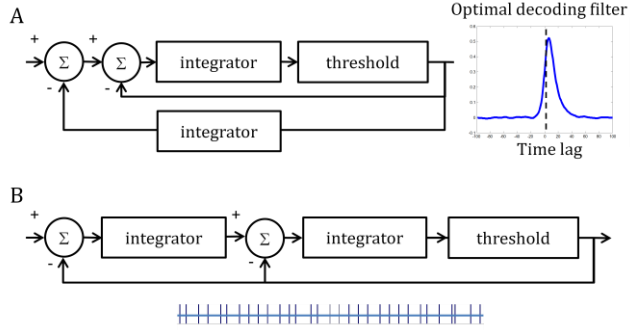 A
Optimal decoding filter
+
+
Σ
Σ
integrator
threshold
-
-
integrator
Time lag
B
+
+
Σ
integrator
Σ
integrator
threshold
-
-